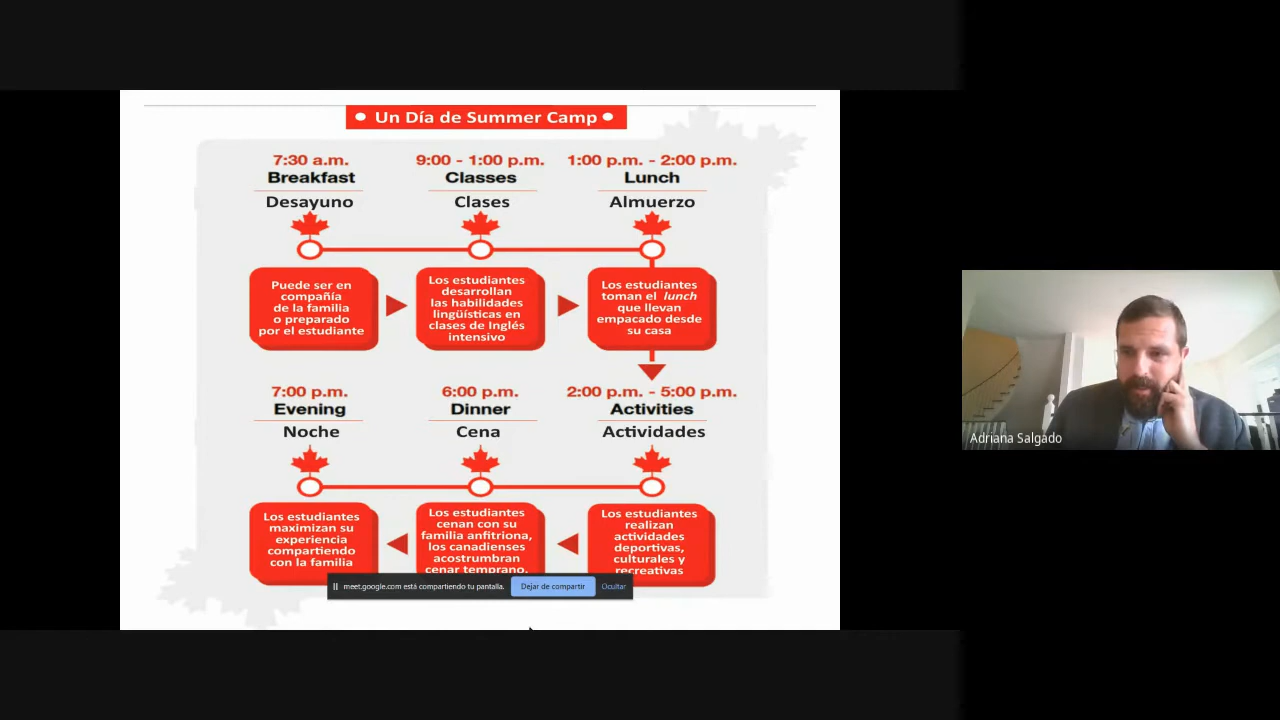 Un Día de Summer Camp
7:30 a.m.
Breakfast
Desayuno
9:00 - 1:00 p.m.
Classes
Clases
1:00 p.m. - 2:00 p.m.
Lunch
Almuerzo
Puede ser en
compañía
de la familia
o preparado
por el estudiante
Los estudiantes
desarrollan
las habilidades
lingüísticas en
clases de Inglés
intensivo
Los estudiantes
toman el lunch
que llevan
empacado desde
su casa
7:00 p.m.
Evening
Noche
6:00 p.m.
Dinner
Cena
2:00 p.m. - 5:00 p.m.
Activities
Actividades
Los estudiantes
maximizan su
experiencia
compartiendo
con la familia
Los estudiantes
cenan con su
familia anfitriona,
los canadienses
acostrumbran
cenar temprano.
Los estudiantes
realizan
actividades
deportivas,
culturales y
recreativas
meet.google.com está compartiendo tu pantalla.
Dejar de compartir
Ocultar
Adriana Salgado